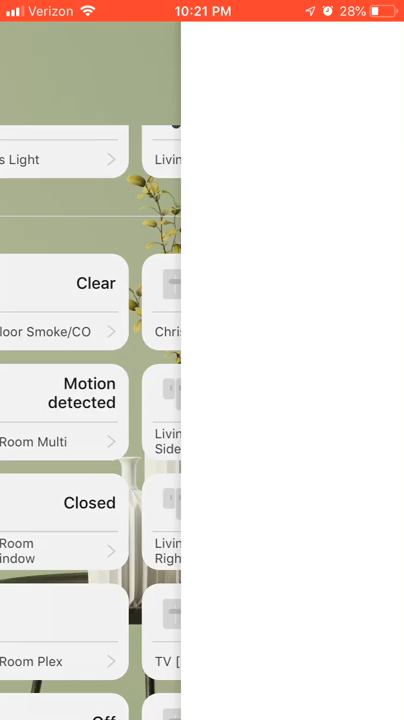 Verizon 10:21 PM 28%
s Light
Livin
Clear
loor Smoke/CO
Chri
Motion
detected
Room Multi
Livin
Side
Closed
Room
indow
Livin
Righ
Room Plex
TV [
Off